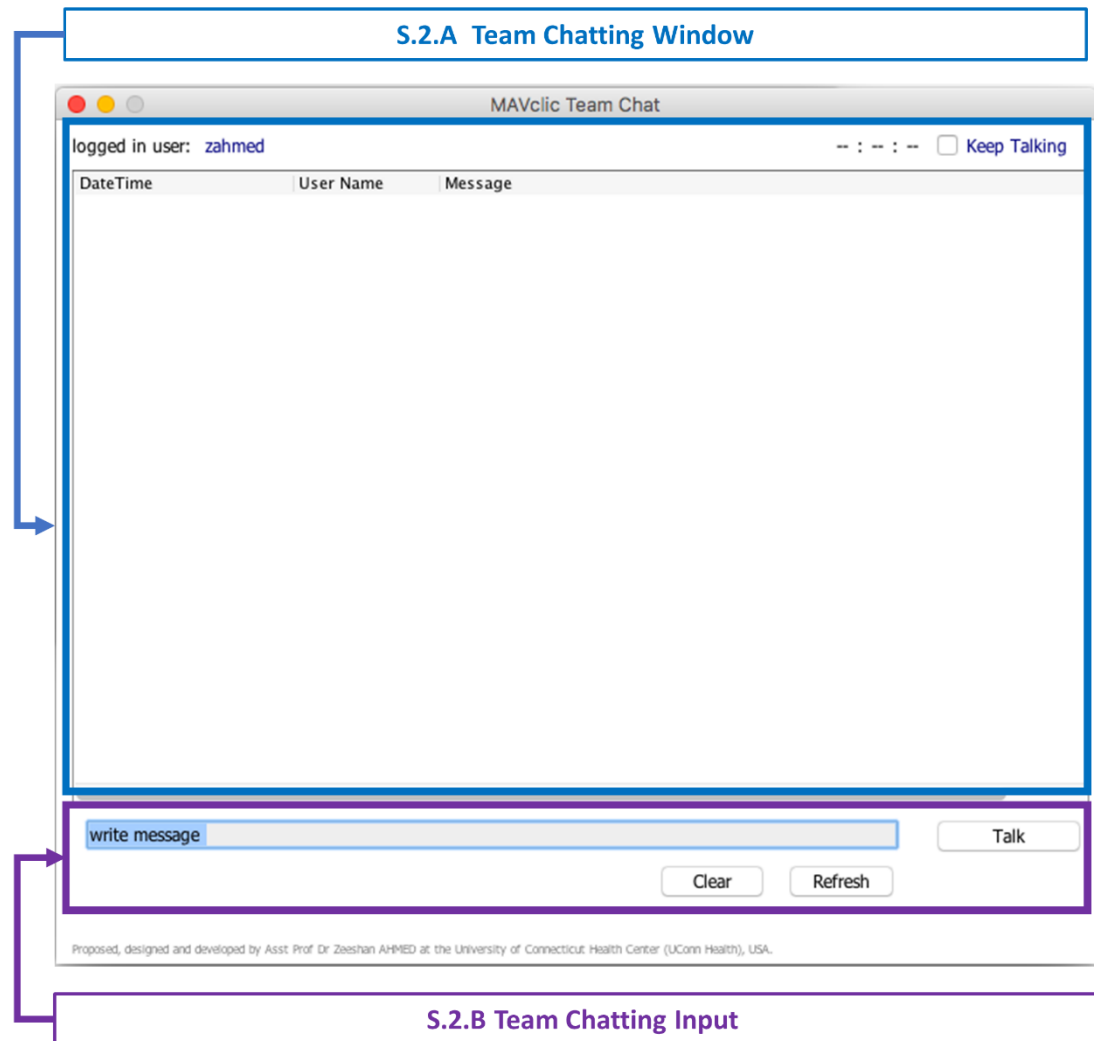 S.2.A Team Chatting Window
MAVclic Team Chat
logged in user: zahmed -- : -- : -- Keep Talking
DateTime User Name Message
write message Talk
Clear Refresh
Proposed, designed and developed by Asst Prof Dr Zeeshan AHMED at the University of Connecticut Health Center (UConn Health), USA.
S.2.B Team Chatting Input